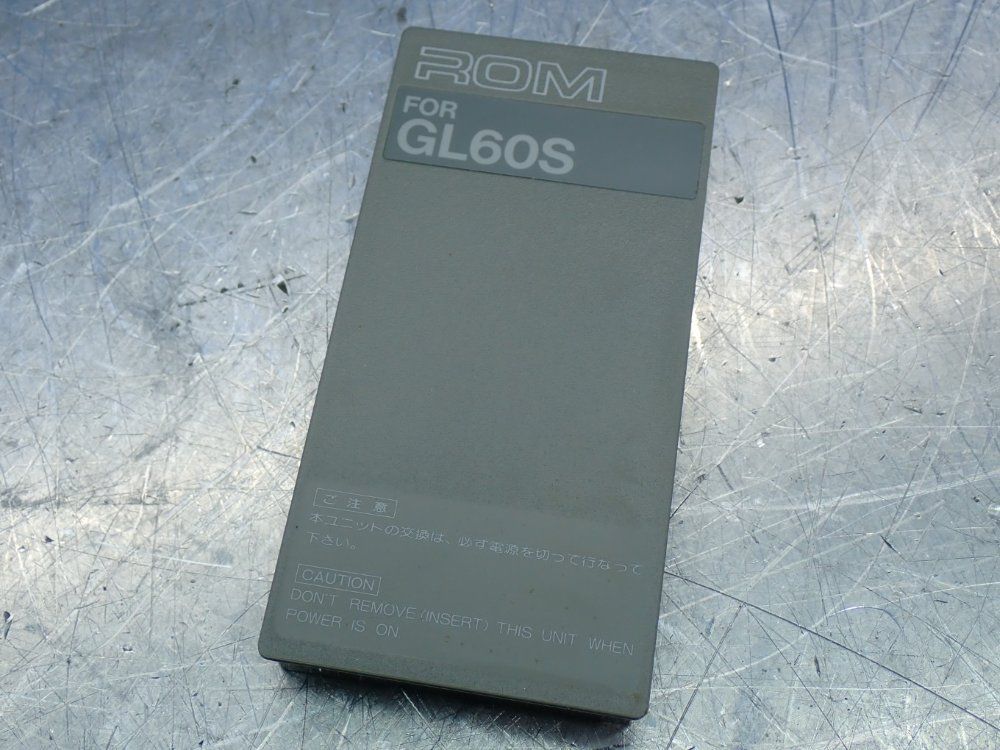 ROM
FOR
GL60S
ご注意
本ユニットの交換は、必ず電源を切って行なって
下さい。
CAUTION
DON'T REMOVE (INSERT) THIS UNIT WHEN
POWER IS ON